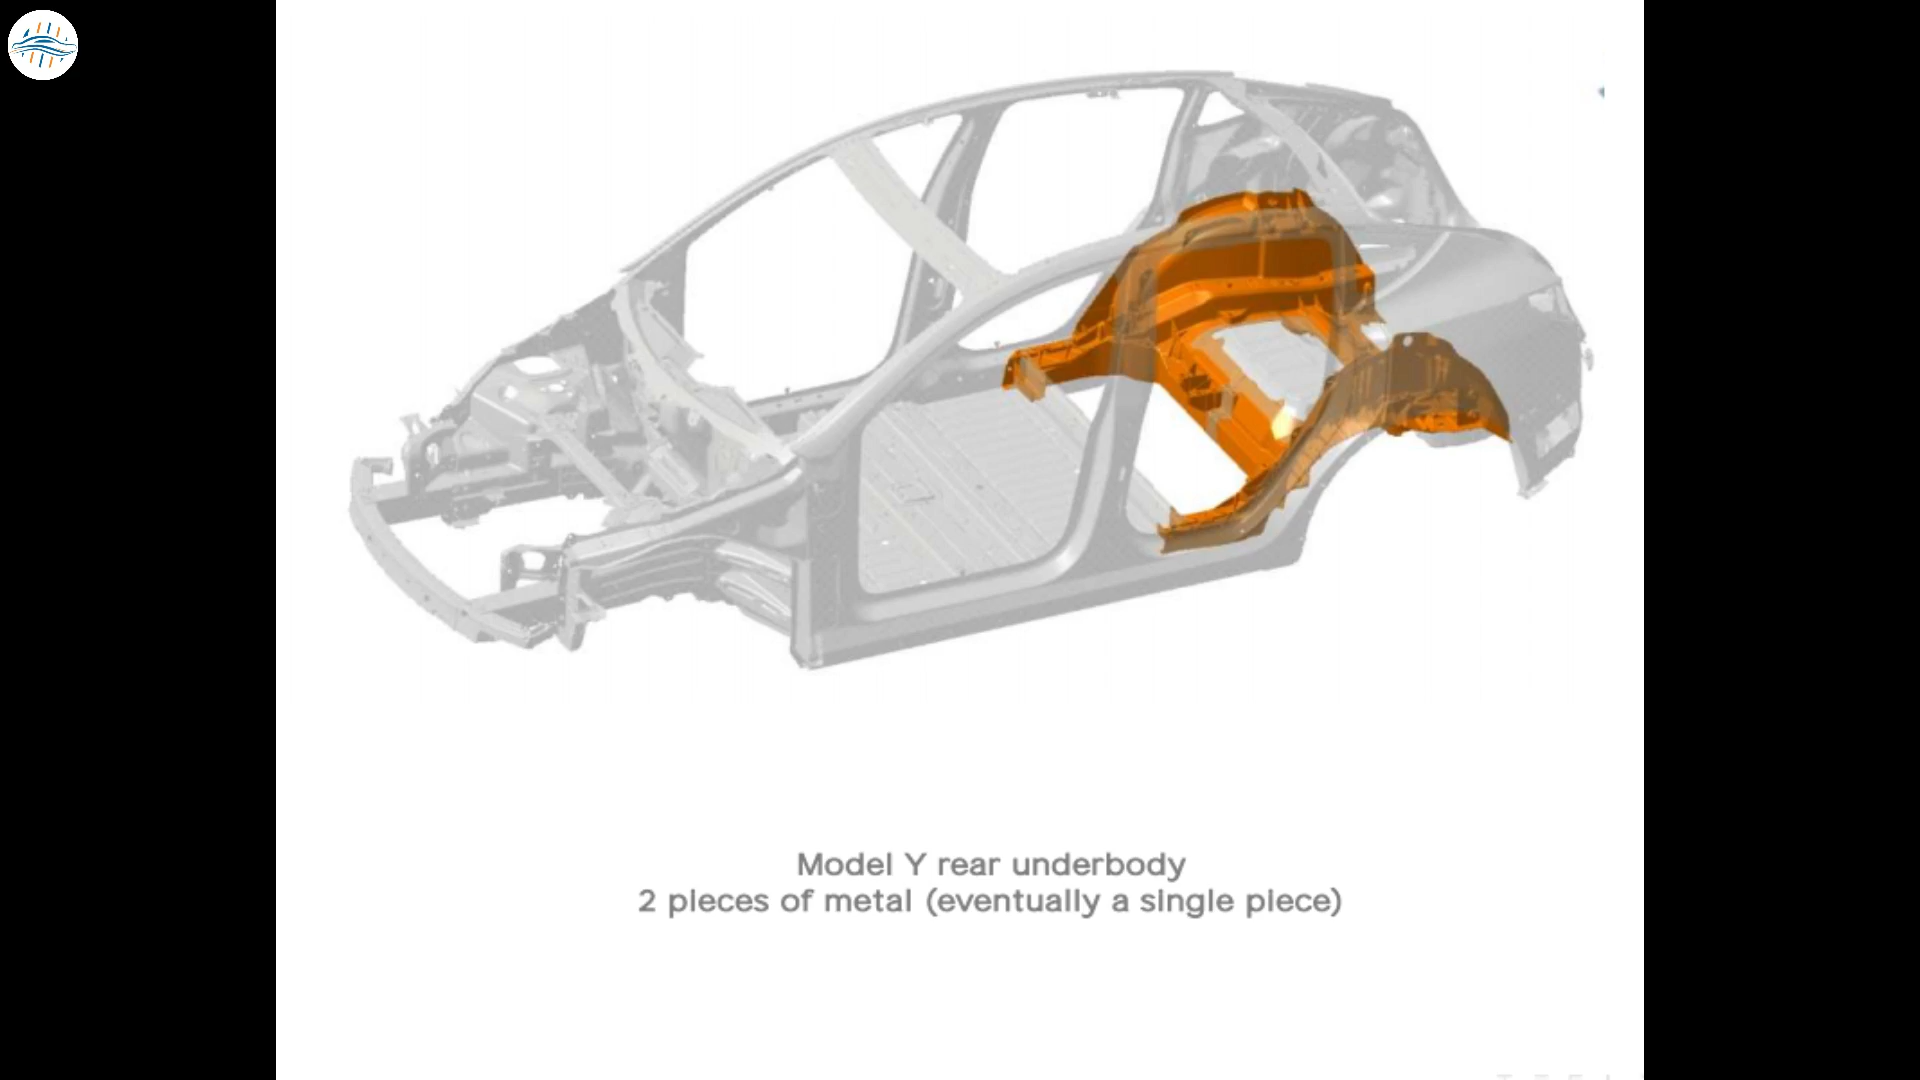 Model Y rear underbody
2 pieces of metal (eventually a single piece)